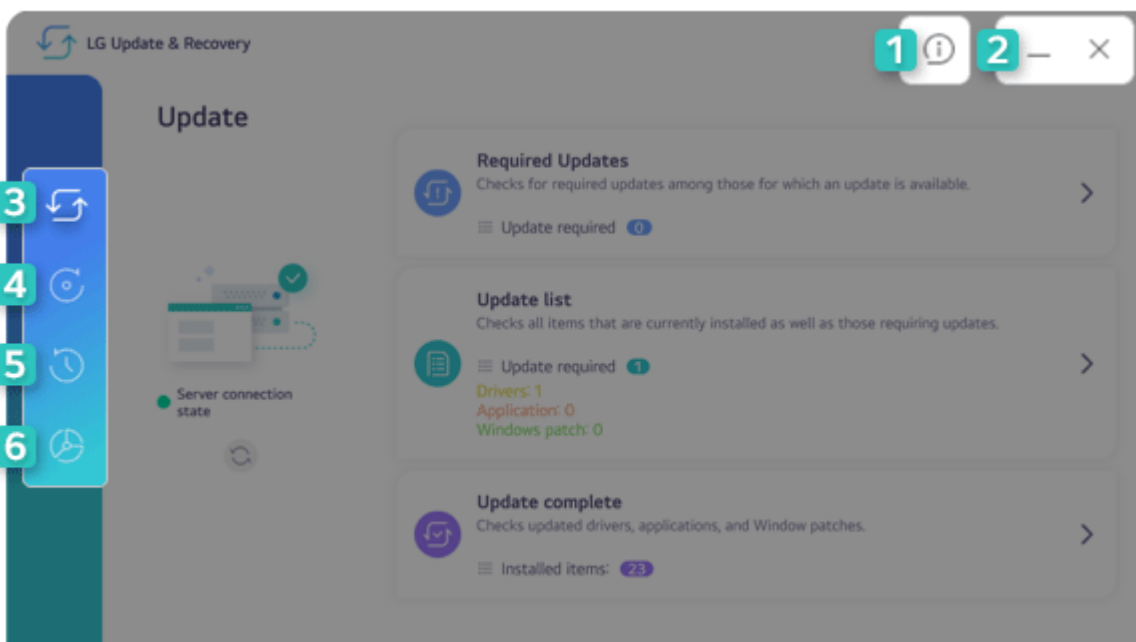 LG Update & Recovery
1
2
Update
3
4
5
6
Server connection
state
Required Updates
Checks for required updates among those for which an update is available.
Update required 0
Update list
Checks all items that are currently installed as well as those requiring updates.
Update required 1
Drivers: 1
Application: 0
Windows patch: 0
Update complete
Checks updated drivers, applications, and Window patches.
Installed items: 23